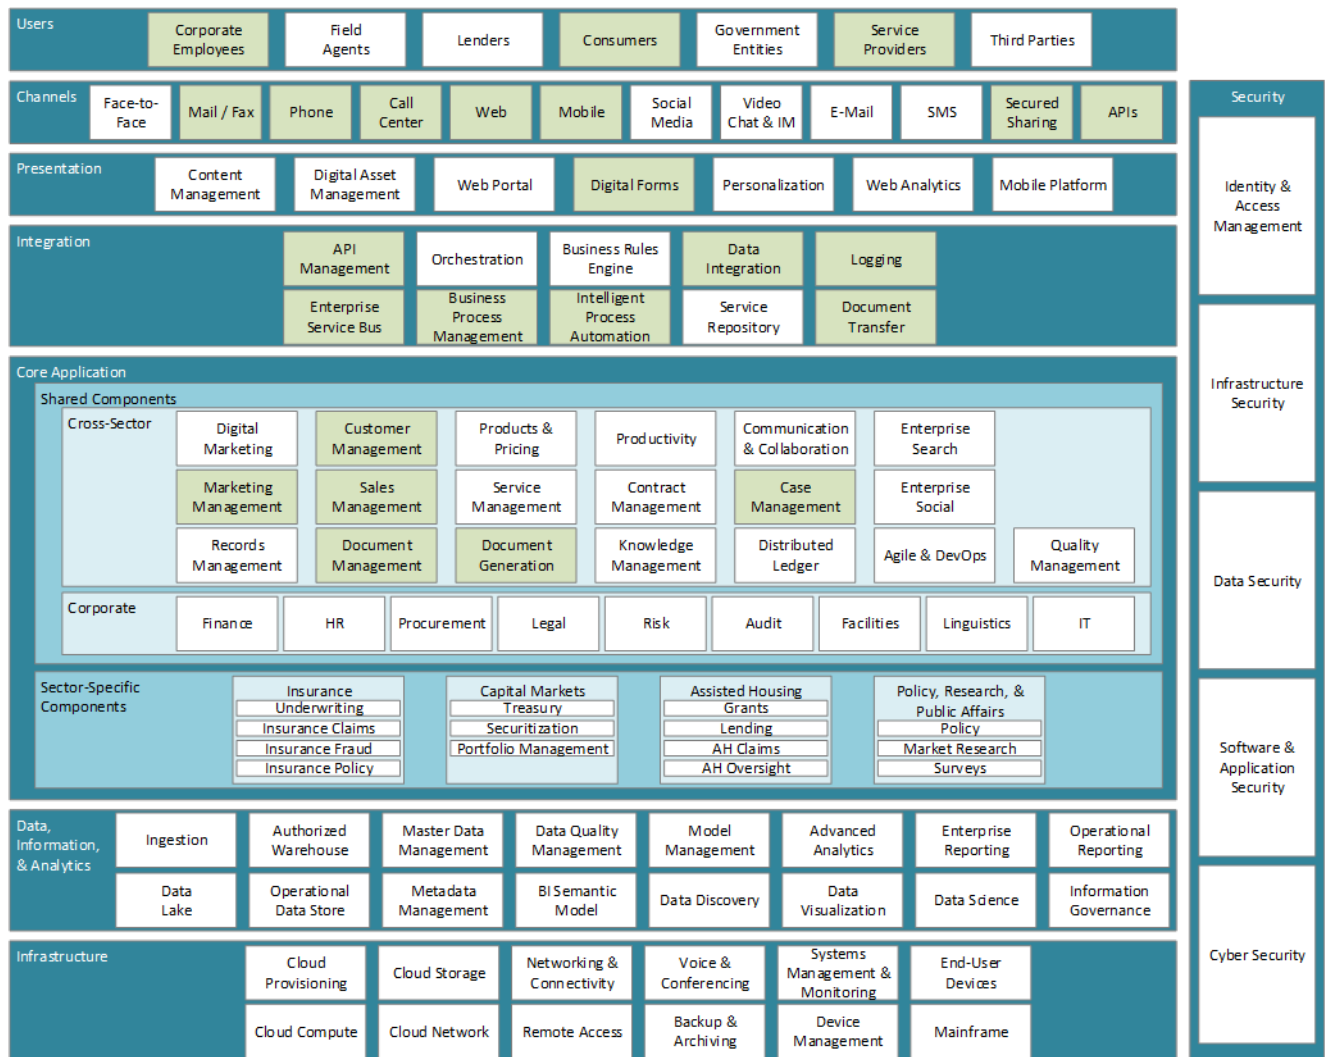 Users
Corporate
Employees
Field
Agents
Lenders
Consumers
Government
Entities
Service
Providers
Third Parties
Channels
Face-to-
Face
Mail / Fax
Phone
Call
Center
Web
Mobile
Social
Media
Video
Chat & IM
E-Mail
SMS
Secured
Sharing
APIs
Presentation
Content
Management
Digital Asset
Management
Web Portal
Digital Forms
Personalization
Web Analytics
Mobile Platform
Integration
API
Management
Orchestration
Business Rules
Engine
Data
Integration
Logging
Enterprise
Service Bus
Business
Process
Management
Intelligent
Process
Automation
Service
Repository
Document
Transfer
Core Application
Shared Components
Cross-Sector
Digital
Marketing
Customer
Management
Products &
Pricing
Productivity
Communication
& Collaboration
Enterprise
Search
Marketing
Management
Sales
Management
Service
Management
Contract
Management
Case
Management
Enterprise
Social
Records
Management
Document
Management
Document
Generation
Knowledge
Management
Distributed
Ledger
Agile & DevOps
Quality
Management
Corporate
Finance
HR
Procurement
Legal
Risk
Audit
Facilities
Linguistics
IT
Sector-Specific
Components
Insurance
Underwriting
Insurance Claims
Insurance Fraud
Insurance Policy
Capital Markets
Treasury
Securitization
Portfolio Management
Assisted Housing
Grants
Lending
AH Claims
AH Oversight
Policy, Research, &
Public Affairs
Policy
Market Research
Surveys
Data,
Information,
& Analytics
Ingestion
Authorized
Warehouse
Master Data
Management
Data Quality
Management
Model
Management
Advanced
Analytics
Enterprise
Reporting
Operational
Reporting
Data
Lake
Operational
Data Store
Metadata
Management
BI Semantic
Model
Data Discovery
Data
Visualization
Data Science
Information
Governance
Infrastructure
Cloud
Provisioning
Cloud Storage
Networking &
Connectivity
Voice &
Conferencing
Systems
Management &
Monitoring
End-User
Devices
Cloud Compute
Cloud Network
Remote Access
Backup &
Archiving
Device
Management
Mainframe
Security
Identity &
Access
Management
Infrastructure
Security
Data Security
Software &
Application
Security
Cyber Security